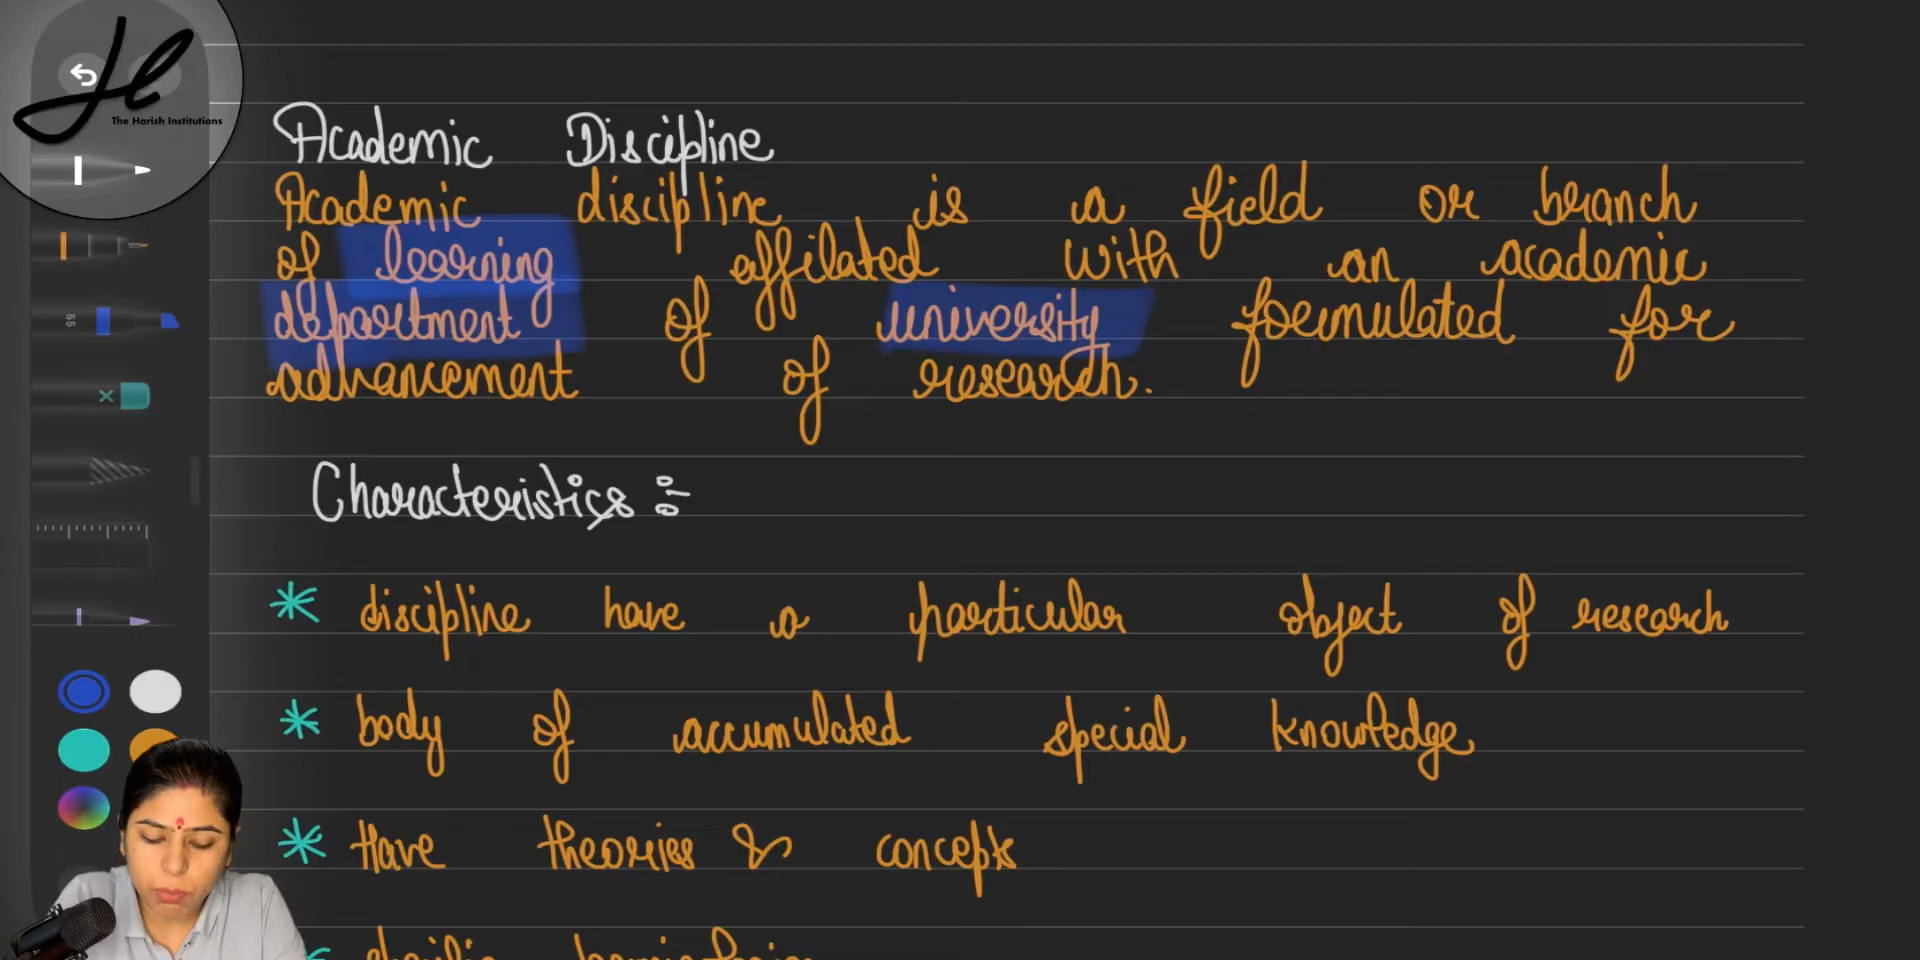 The Harish Institutions
Academic Discipline
Academic discipline is a field or branch
of learning of affilated with an academic
department of university formulated for
advancement of research.
Characteristics :-
* discipline have a particular object of research
* body of accumulated special knowledge
* Have theories & concepts